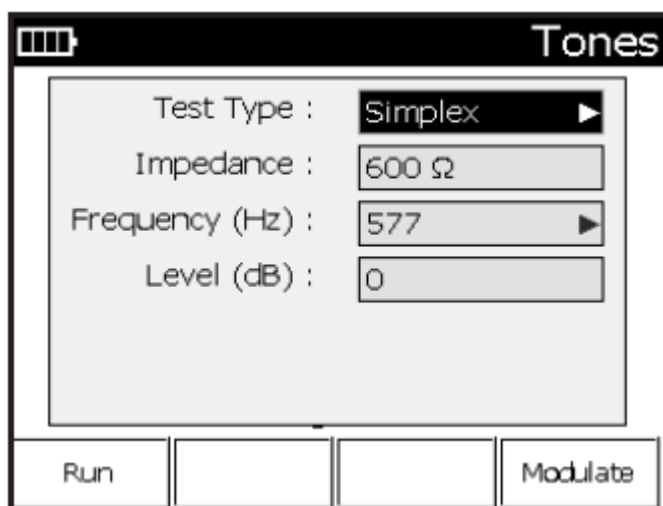 Tones
Test Type : Simplex
Impedance : 600 Ω
Frequency (Hz) : 577
Level (dB) : 0
Run Modulate